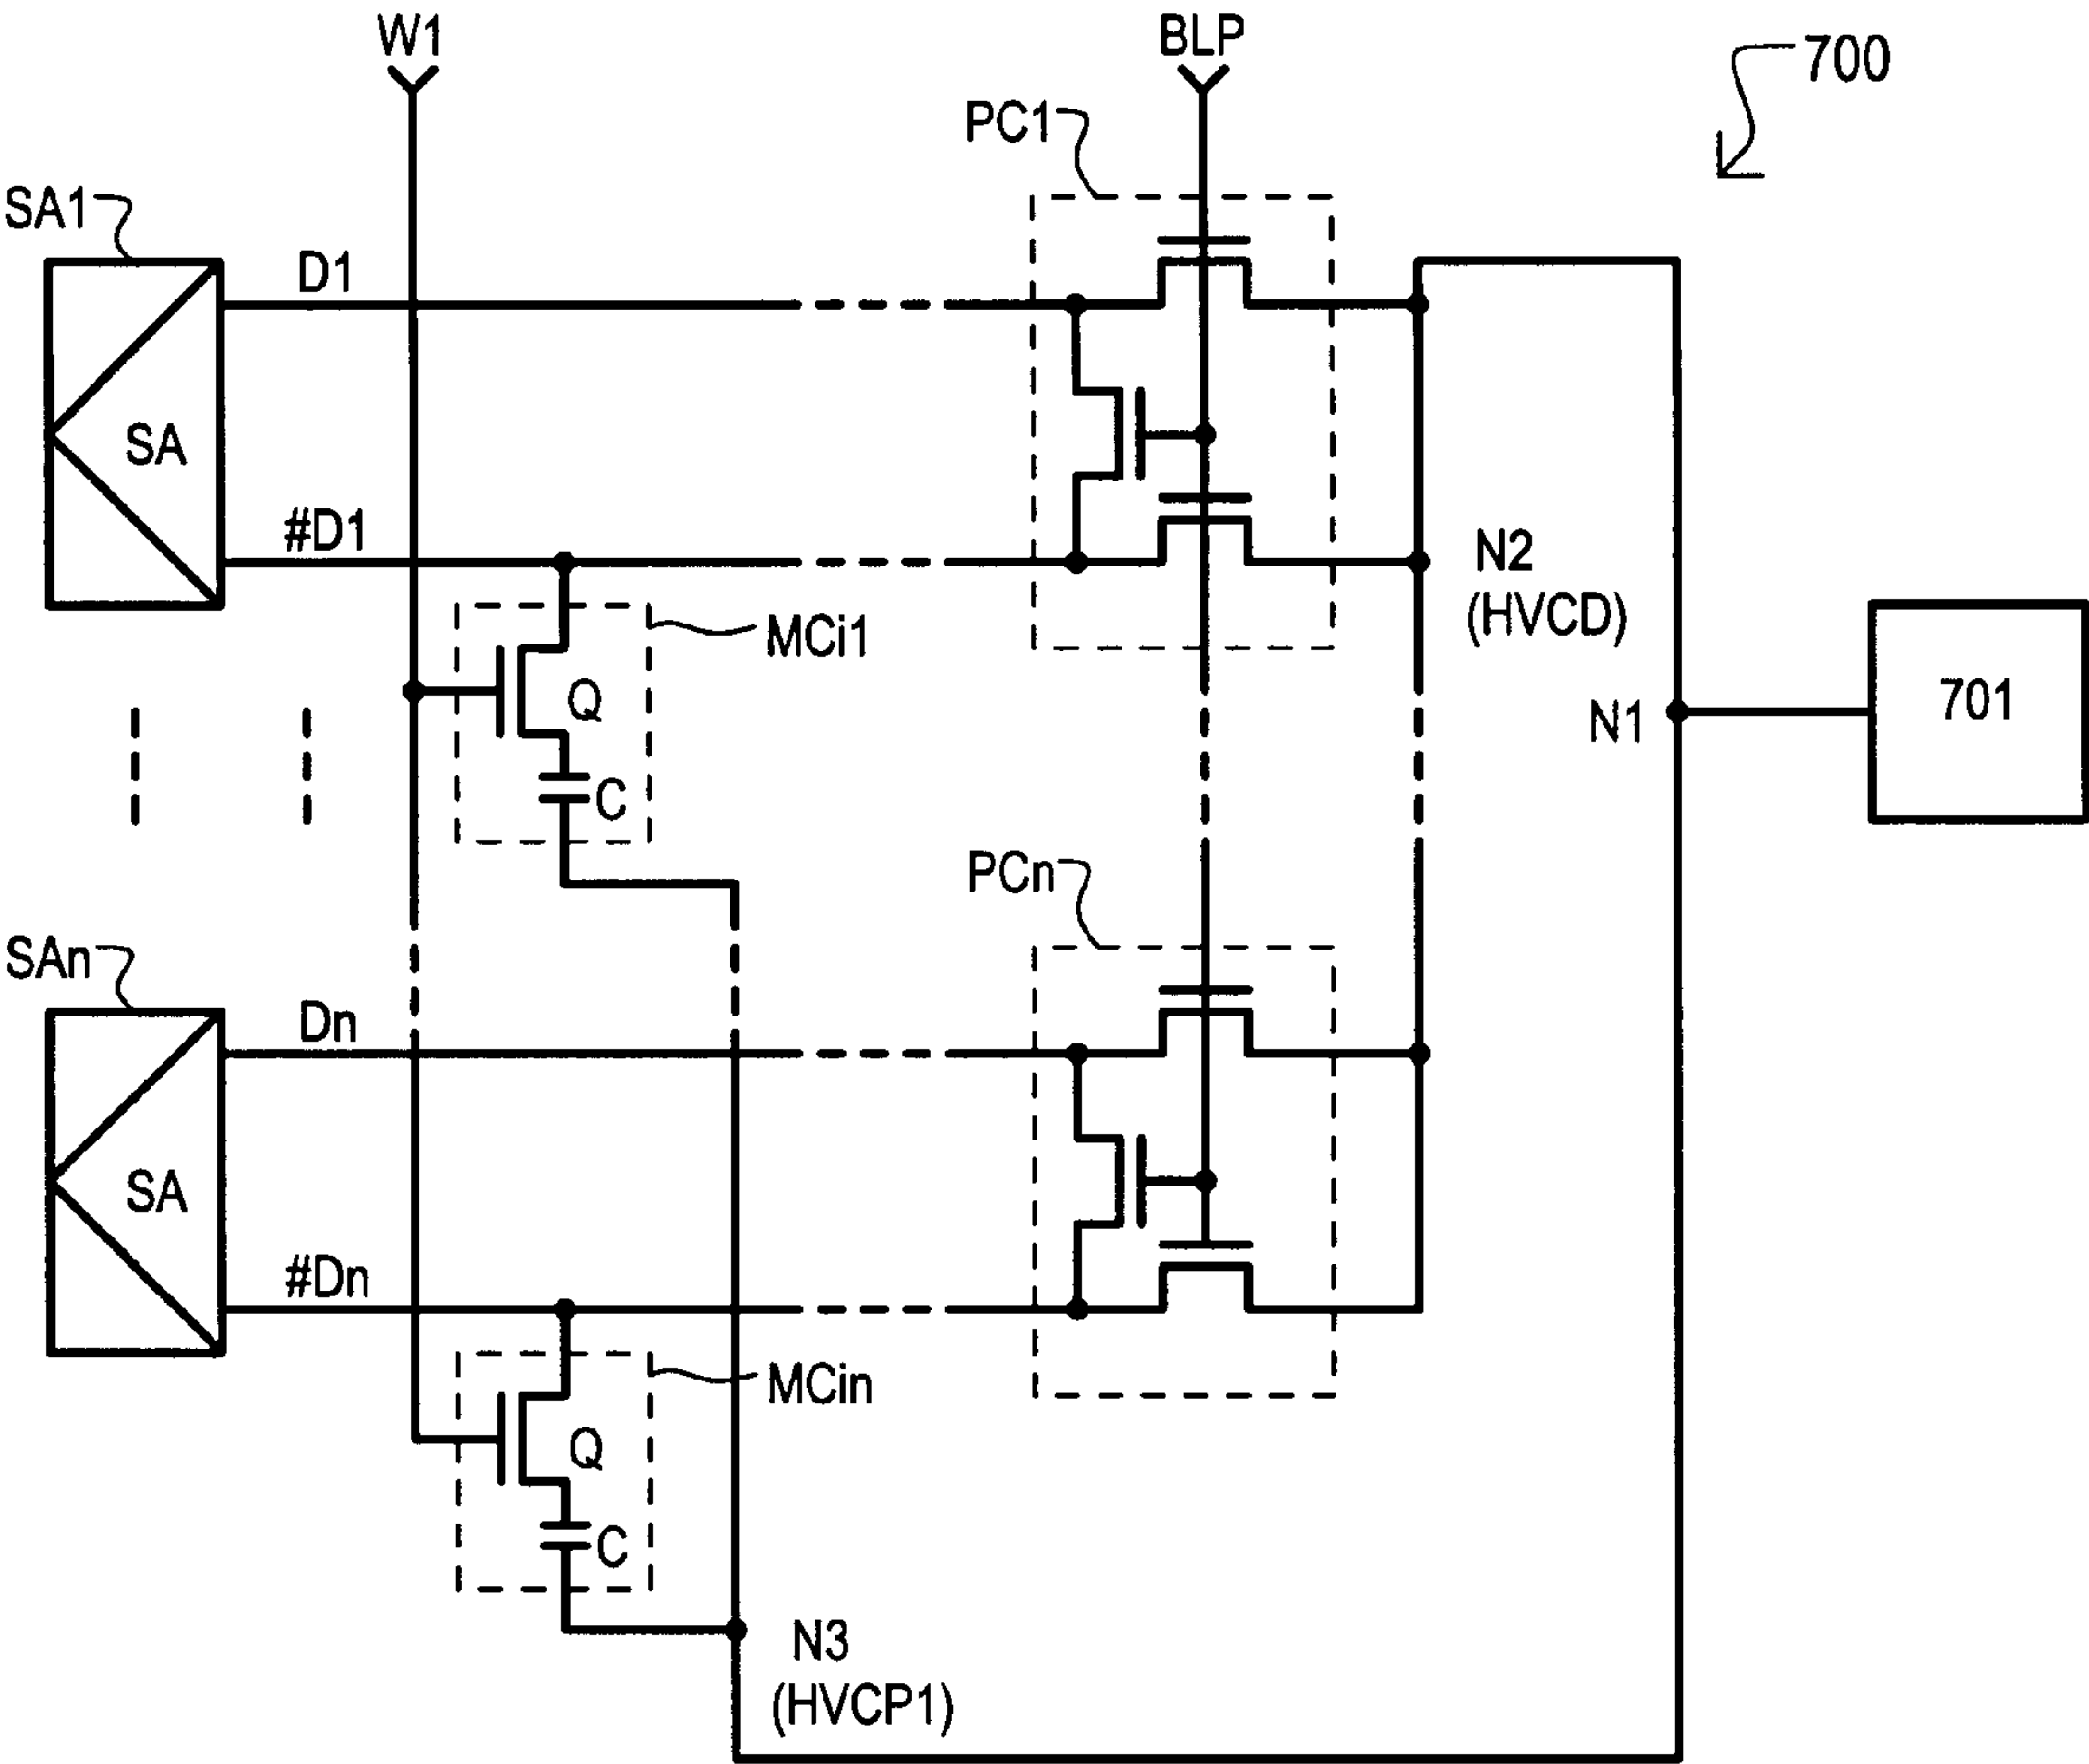 W1
BLP
700
PC1
SA1
D1
SA
#D1
N2
(HVCD)
MCi1
Q
701
N1
C
PCn
SAn
Dn
SA
#Dn
MCin
Q
C
N3
(HVCP1)